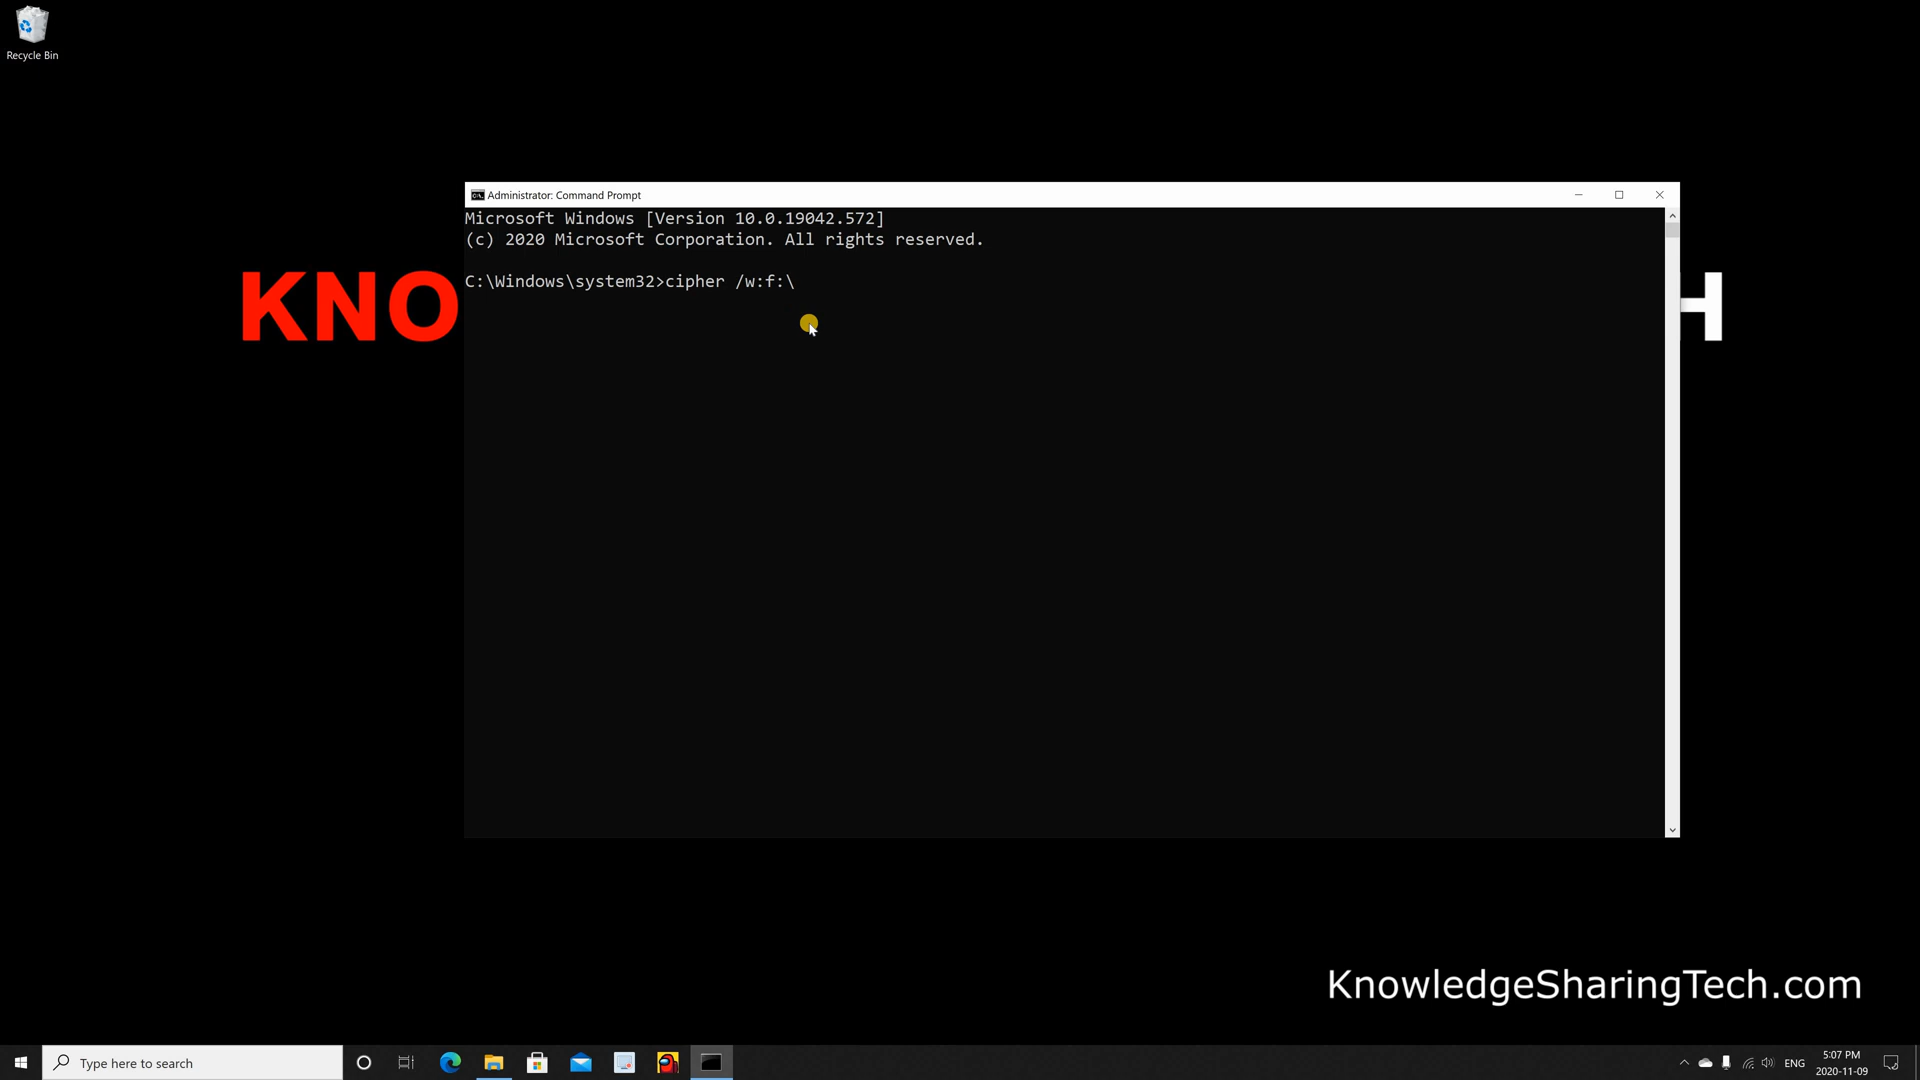 Recycle Bin
Administrator: Command Prompt
Microsoft Windows [Version 10.0.19042.572]
(c) 2020 Microsoft Corporation. All rights reserved.
C:\Windows\system32>cipher /w:f:\
KNO
H
KnowledgeSharingTech.com
Type here to search
ENG
5:07 PM
2020-11-09